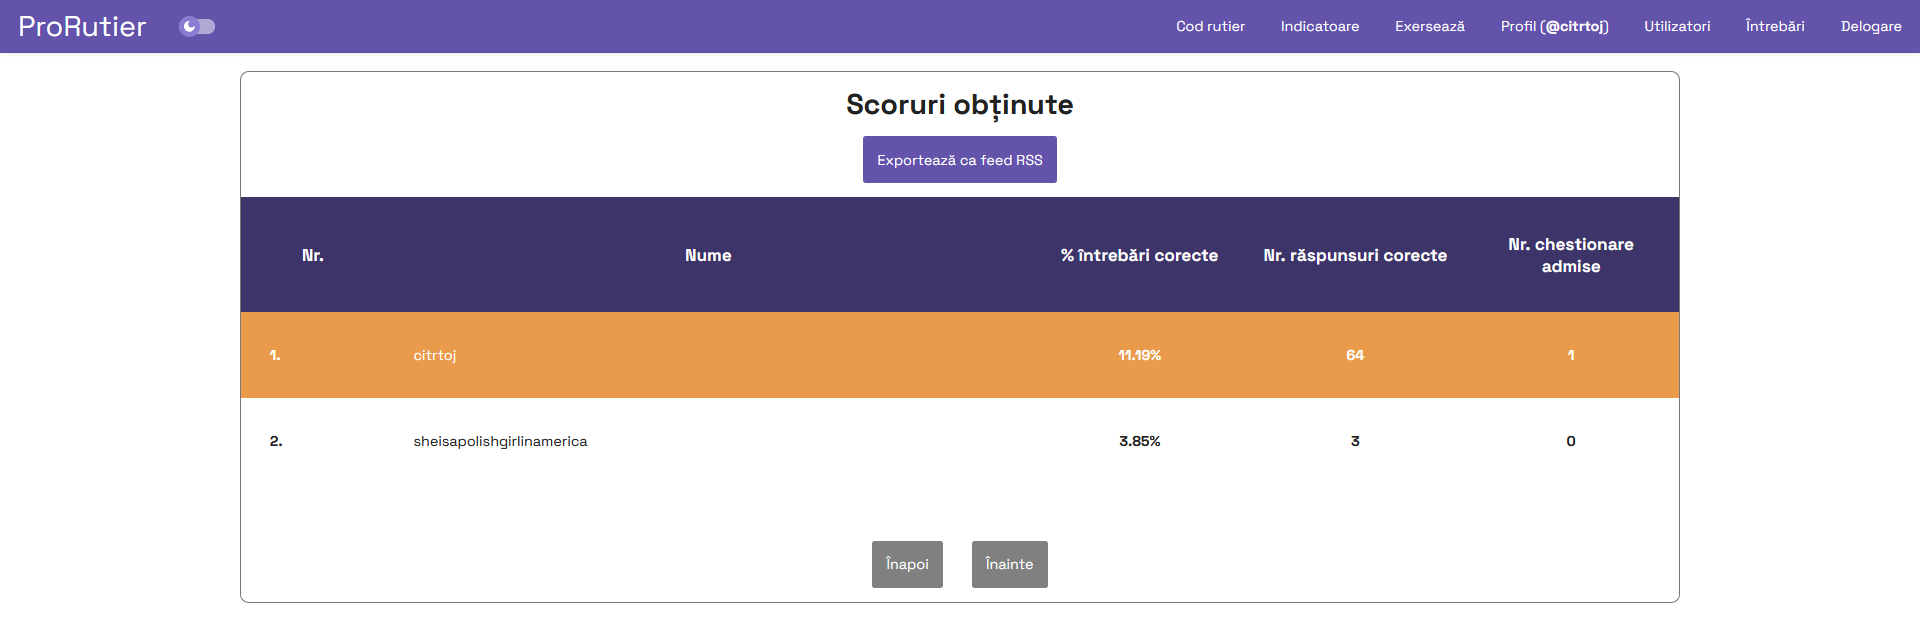 ProRutier Cod rutier Indicatoare Exersează Profil (@citrtoj) Utilizatori Întrebări Delogare
Scoruri obținute
Exportează ca feed RSS
Nr. Nume % întrebări corecte Nr. răspunsuri corecte Nr. chestionare
admise
1. citrtoj 11.19% 64 1
2. sheisapolishgirlinamerica 3.85% 3 0
Înapoi Înainte